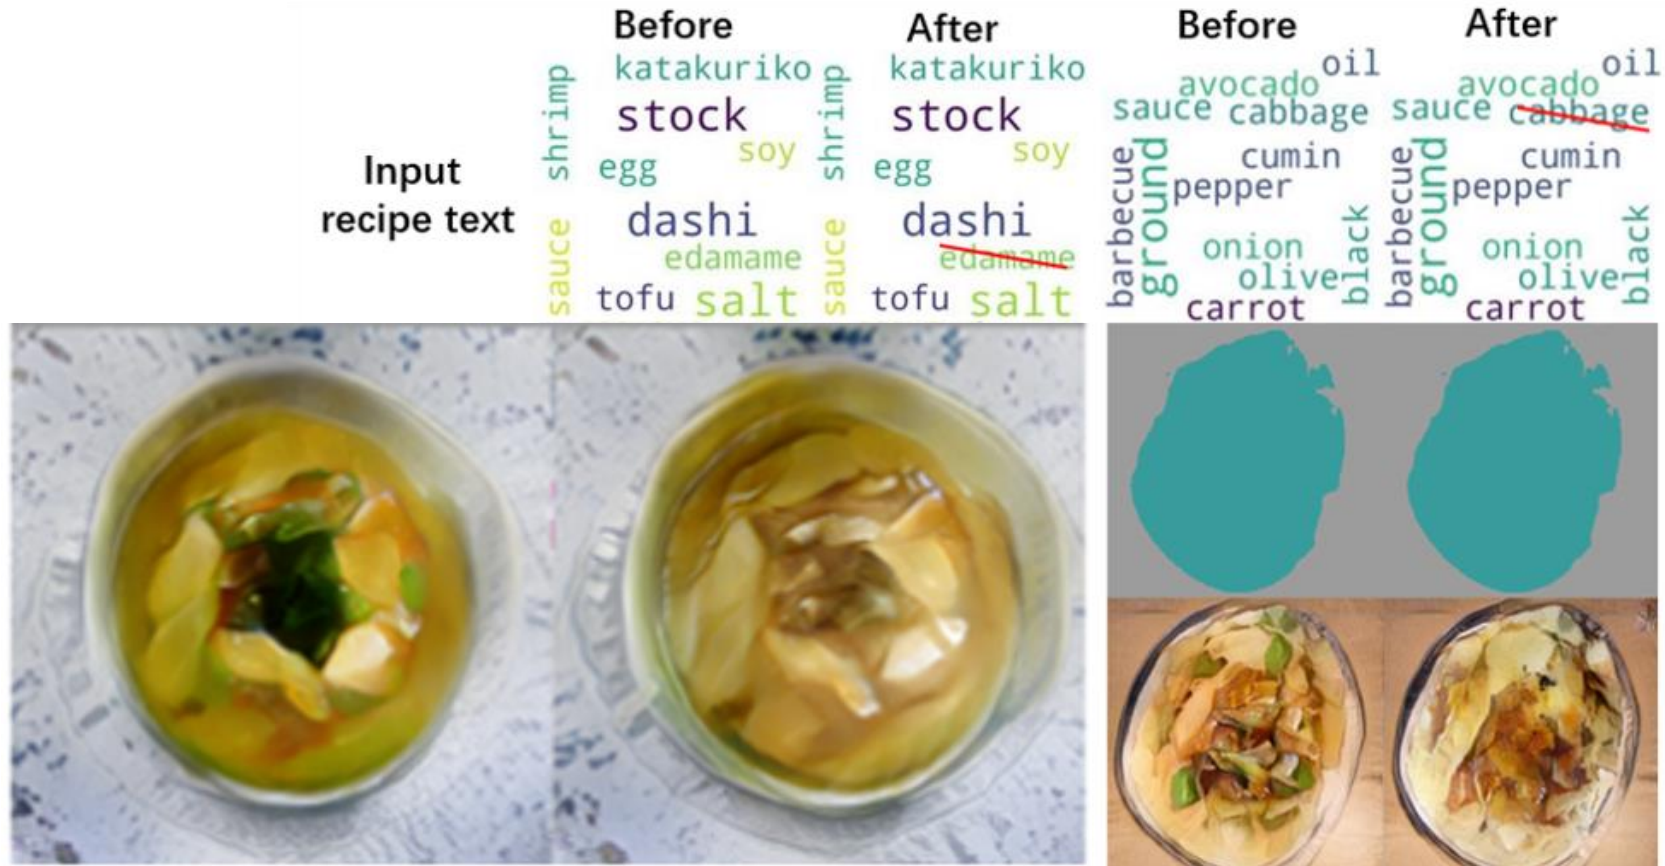 Input
recipe text
Before
katakuriko
shrimp
stock
soy
egg
dashi
sauce
edamame
tofu salt
After
katakuriko
shrimp
stock
soy
egg
dashi
sauce
edamame
tofu salt
Before
oil
avocado
sauce cabbage
cumin
barbecue
ground
pepper
onion
black
olive
carrot
After
oil
avocado
sauce cabbage
cumin
barbecue
ground
pepper
onion
black
olive
carrot